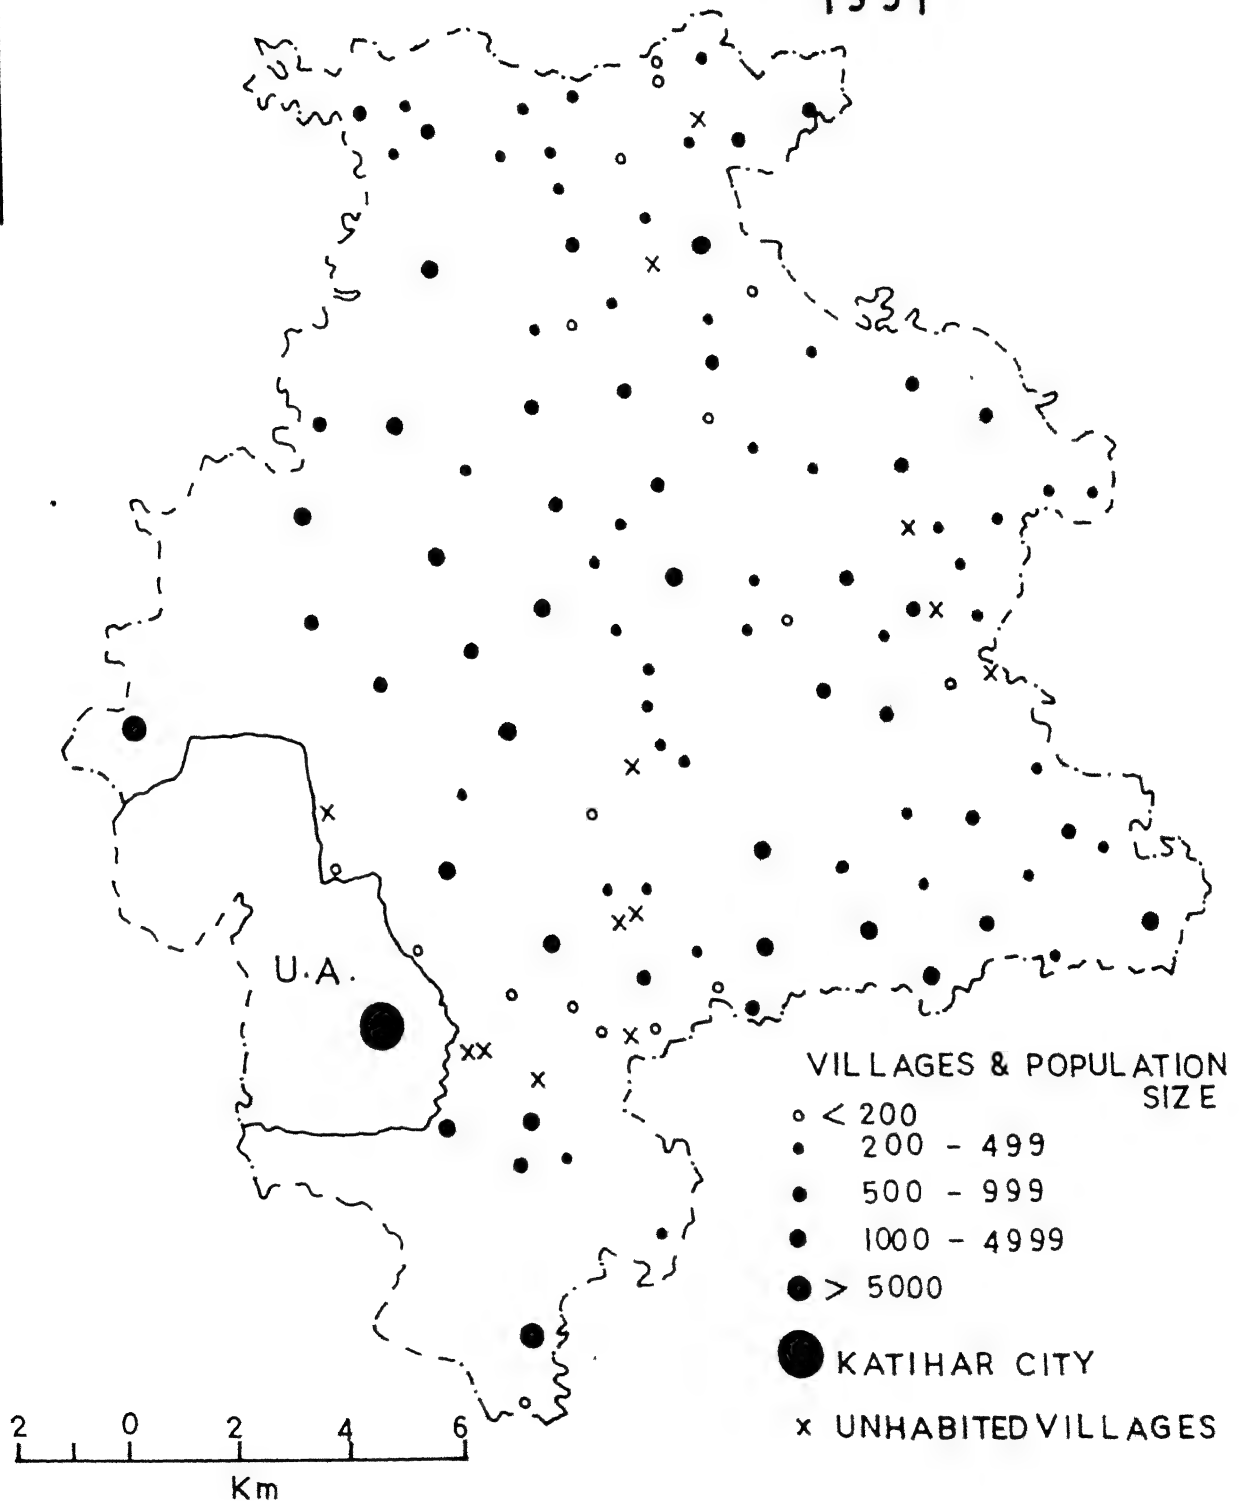 U.A.
VILLAGES & POPULATION
SIZE
< 200
200 - 499
500 - 999
1000 - 4999
> 5000
KATIHAR CITY
x UNHABITED VILLAGES
2 0 2 4 6
Km